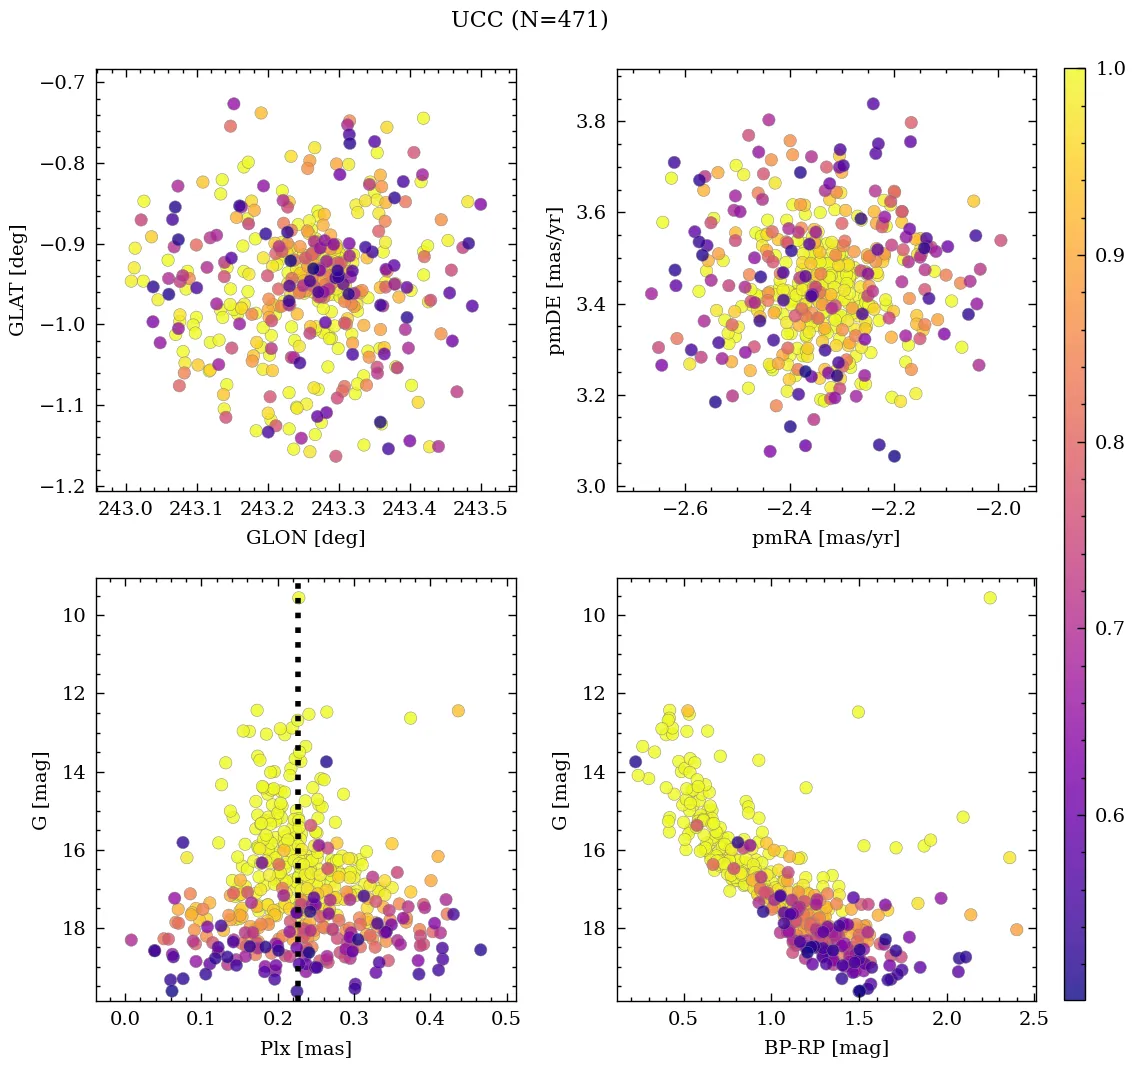 UCC (N=471)
−0.7
−0.8
−0.9
−1.0
−1.1
−1.2
GLAT [deg]
243.0 243.1 243.2 243.3 243.4 243.5
GLON [deg]
3.8
3.6
3.4
3.2
3.0
pmDE [mas/yr]
−2.6 −2.4 −2.2 −2.0
pmRA [mas/yr]
10
12
14
16
18
G [mag]
0.0 0.1 0.2 0.3 0.4 0.5
Plx [mas]
10
12
14
16
18
G [mag]
0.5 1.0 1.5 2.0 2.5
BP-RP [mag]
1.0
0.9
0.8
0.7
0.6